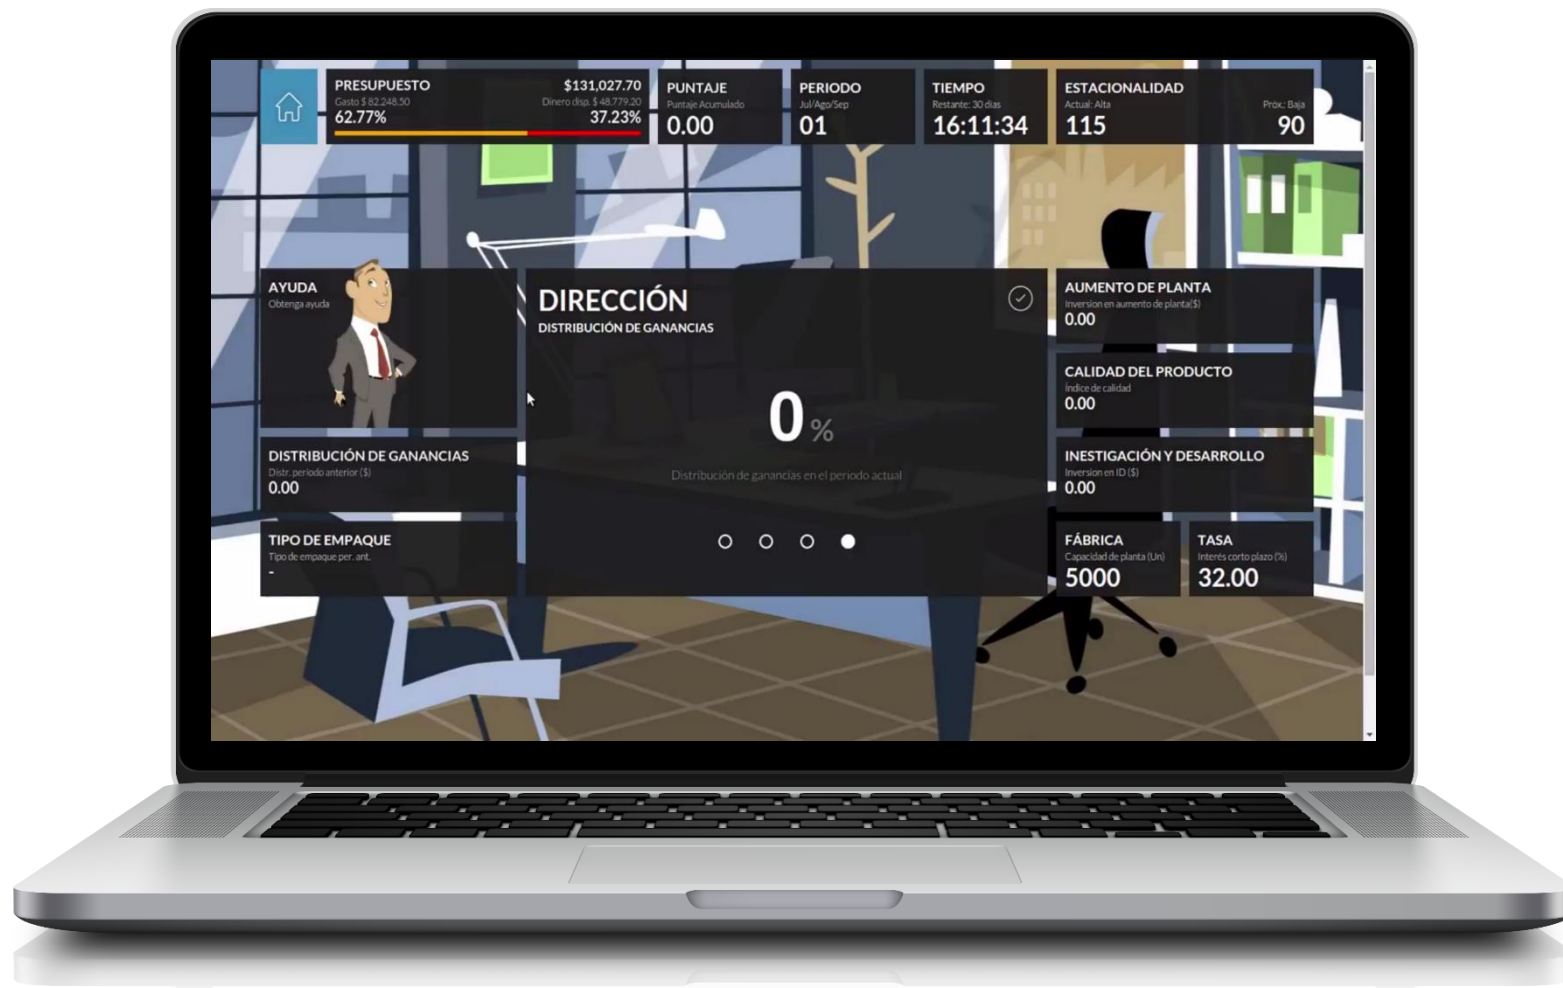 PRESUPUESTO
$131,027.70
Gasto $ 82.248.50
Dinero disp. $ 48.779.20
62.77%
37.23%
PUNTAJE
Puntaje Acumulado
0.00
PERIODO
Jul/Ago/Sep
01
TIEMPO
Restante: 30 dias
16:11:34
ESTACIONALIDAD
Actual: Alta
Próx.: Baja
115
90
AYUDA
Obtenga ayuda
DISTRIBUCIÓN DE GANANCIAS
Distr. periodo anterior ($)
0.00
TIPO DE EMPAQUE
Tipo de empaque per. ant.
-
DIRECCIÓN
DISTRIBUCIÓN DE GANANCIAS
0 %
Distribución de ganancías en el periodo actual
AUMENTO DE PLANTA
Inversion en aumento de planta($)
0.00
CALIDAD DEL PRODUCTO
Índice de calidad
0.00
INESTIGACIÓN Y DESARROLLO
Inversion en ID ($)
0.00
FÁBRICA
Capacidad de planta (Un)
5000
TASA
Interés corto plazo (%)
32.00